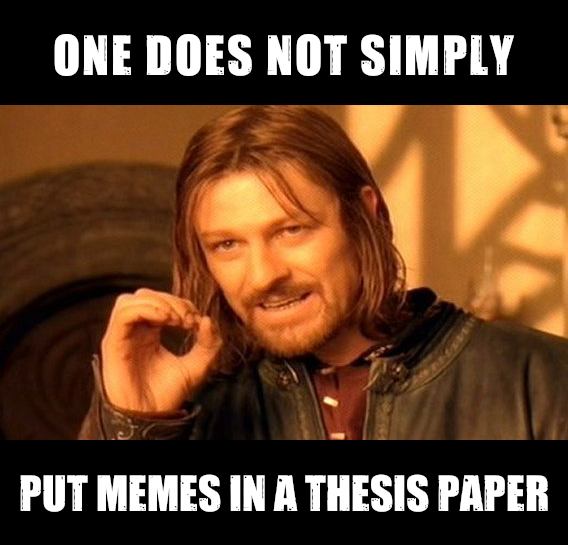 ONE DOES NOT SIMPLY
PUT MEMES IN A THESIS PAPER